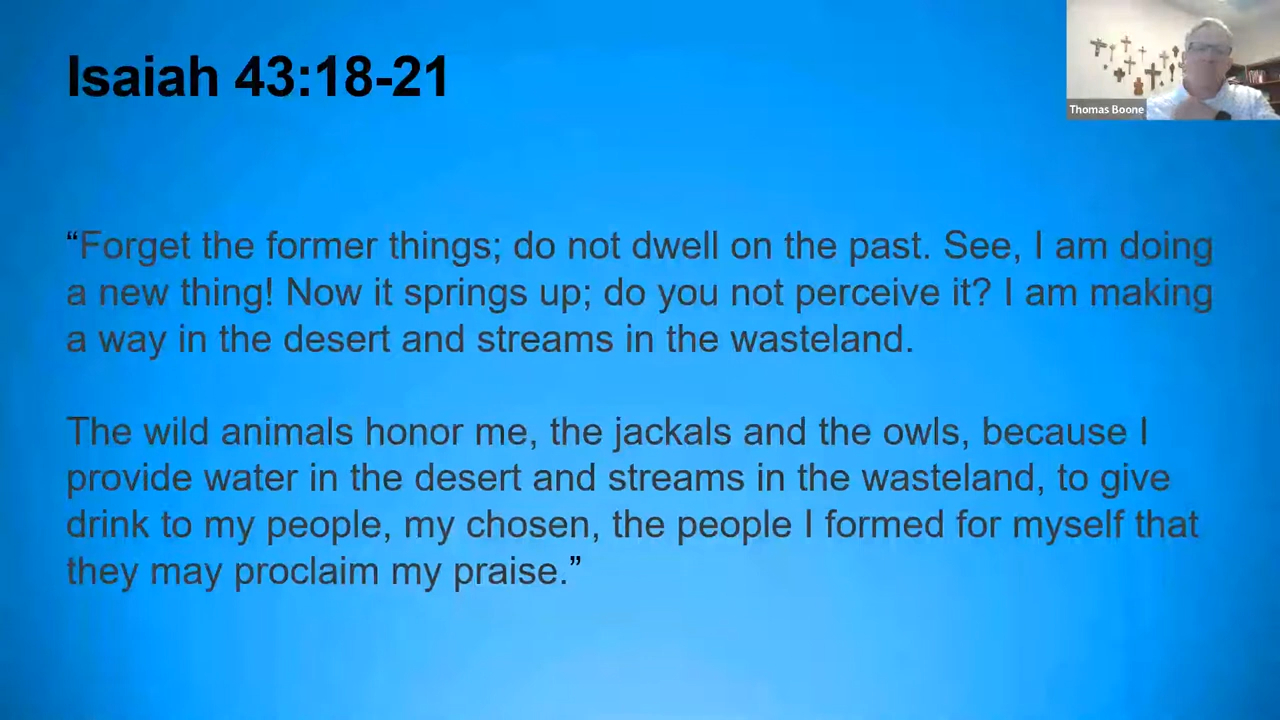 Isaiah 43:18-21
Thomas Boone
“Forget the former things; do not dwell on the past. See, I am doing
a new thing! Now it springs up; do you not perceive it? I am making
a way in the desert and streams in the wasteland.
The wild animals honor me, the jackals and the owls, because I
provide water in the desert and streams in the wasteland, to give
drink to my people, my chosen, the people I formed for myself that
they may proclaim my praise.”